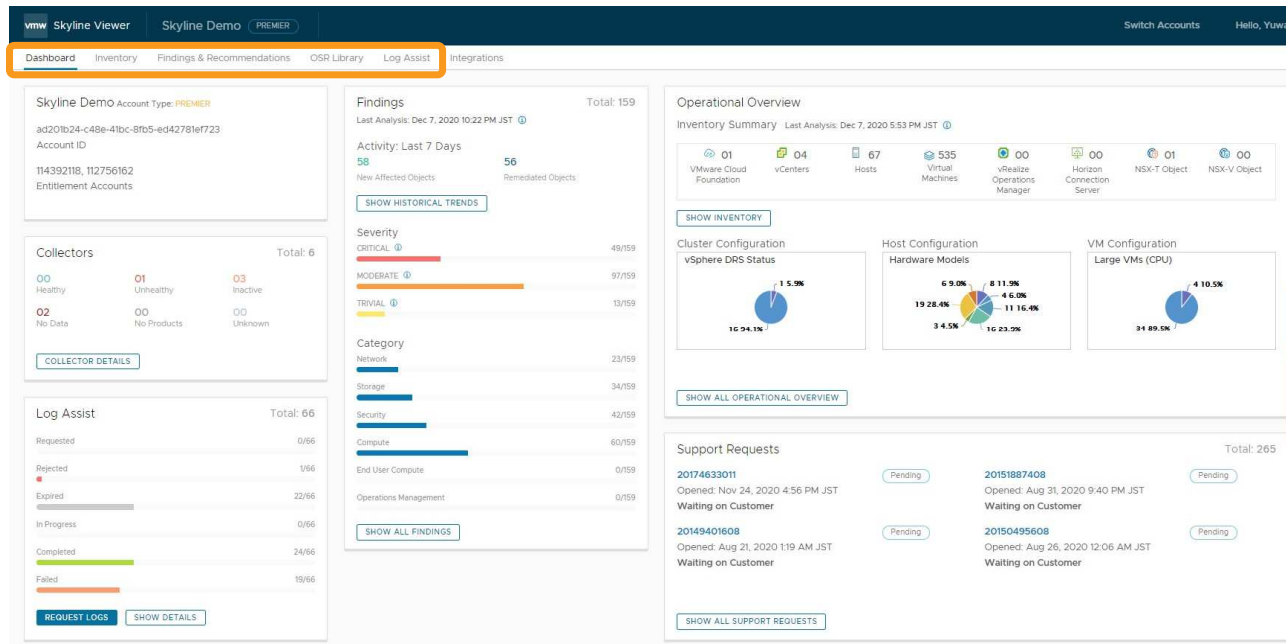 vmw Skyline Viewer Skyline Demo PREMIER Switch Accounts Hello, Yuwa
Dashboard Inventory Findings & Recommendations OSR Library Log Assist Integrations
Skyline Demo Account Type: PREMIER
ad201b24-c48e-41bc-8fb5-ed42781ef723
Account ID
114392118, 112756162
Entitlement Accounts
Collectors Total: 6
00 01 03
Healthy Unhealthy Inactive
02 00 00
No Data No Products Unknown
COLLECTOR DETAILS
Log Assist Total: 66
Requested 0/66
Rejected 1/66
Expired 22/66
In Progress 0/66
Completed 24/66
Failed 19/66
REQUEST LOGS SHOW DETAILS
Findings Total: 159
Last Analysis: Dec 7, 2020 10:22 PM JST
Activity: Last 7 Days
58 56
New Affected Objects Remediated Objects
SHOW HISTORICAL TRENDS
Severity
CRITICAL 49/159
MODERATE 97/159
TRIVIAL 13/159
Category
Network 23/159
Storage 34/159
Security 42/159
Compute 60/159
End User Compute 0/159
Operations Management 0/159
SHOW ALL FINDINGS
Operational Overview
Inventory Summary Last Analysis: Dec 7, 2020 5:53 PM JST
01 04 67 535 00 00 01 00
VMware Cloud vCenters Hosts Virtual vRealize Horizon NSX-T Object NSX-V Object
Foundation Machines Operations Connection
Manager Server
SHOW INVENTORY
Cluster Configuration Host Configuration VM Configuration
vSphere DRS Status Hardware Models Large VMs (CPU)
1 5.9% 6 9.0% 8 11.9% 4 10.5%
4 6.0%
19 28.4% 11 16.4%
16 94.1% 3 4.5% 16 23.9% 34 89.5%
SHOW ALL OPERATIONAL OVERVIEW
Support Requests Total: 265
20174633011 Pending 20151887408 Pending
Opened: Nov 24, 2020 4:56 PM JST Opened: Aug 31, 2020 9:40 PM JST
Waiting on Customer Waiting on Customer
20149401608 Pending 20150495608 Pending
Opened: Aug 21, 2020 1:19 AM JST Opened: Aug 26, 2020 12:06 AM JST
Waiting on Customer Waiting on Customer
SHOW ALL SUPPORT REQUESTS